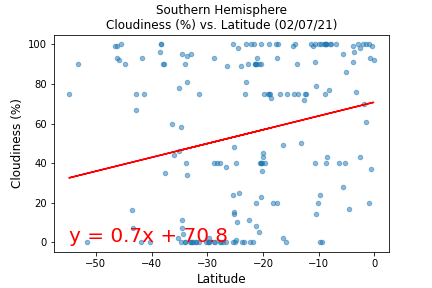 Southern Hemisphere
Cloudiness (%) vs. Latitude (02/07/21)
Cloudiness (%)
100
80
60
40
20
0
y = 0.7x + 70.8
−50
−40
−30
−20
−10
0
Latitude